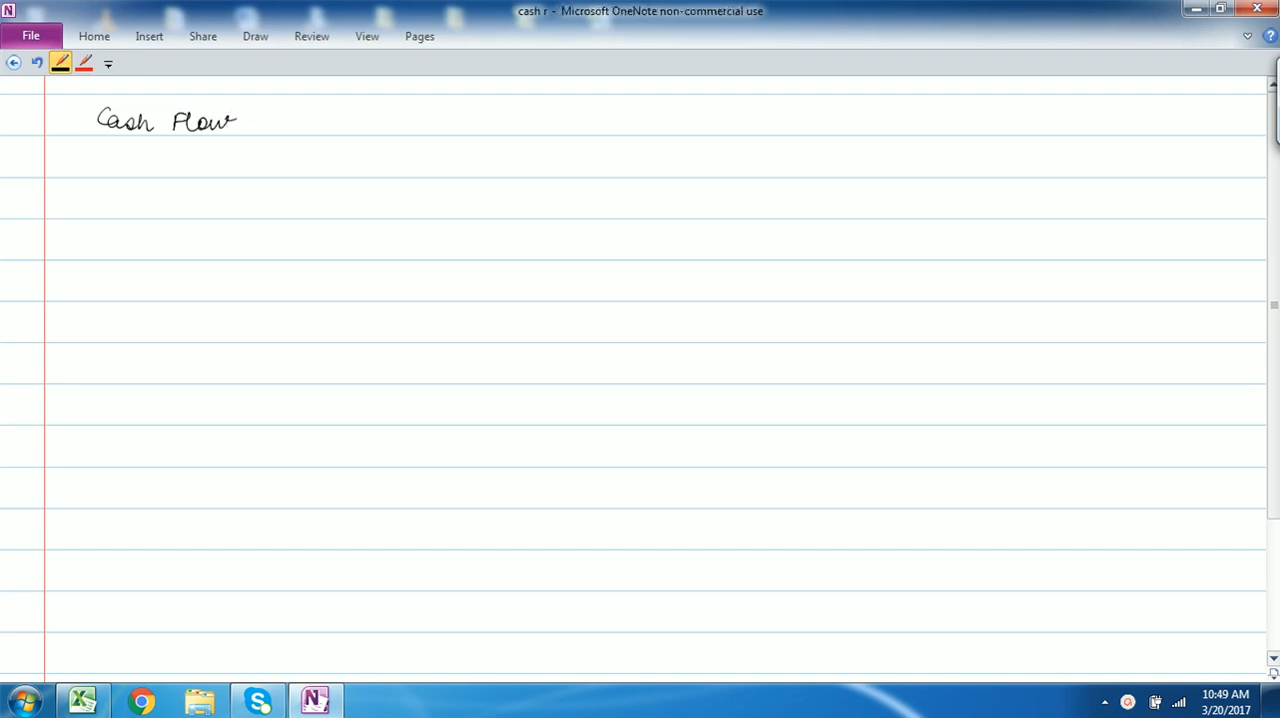 cash r - Microsoft OneNote non-commercial use
File Home Insert Share Draw Review View Pages
Cash Flow
10:49 AM
3/20/2017